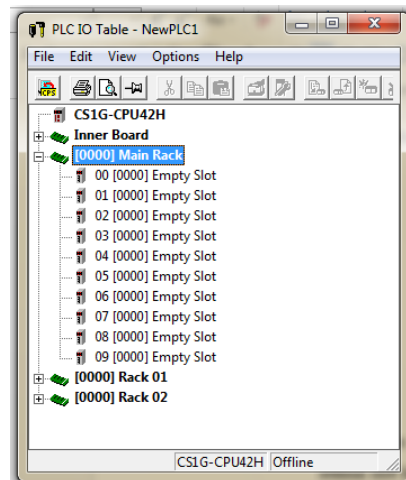 PLC IO Table - NewPLC1
File Edit View Options Help
CPS
CS1G-CPU42H
Inner Board
[0000] Main Rack
00 [0000] Empty Slot
01 [0000] Empty Slot
02 [0000] Empty Slot
03 [0000] Empty Slot
04 [0000] Empty Slot
05 [0000] Empty Slot
06 [0000] Empty Slot
07 [0000] Empty Slot
08 [0000] Empty Slot
09 [0000] Empty Slot
[0000] Rack 01
[0000] Rack 02
CS1G-CPU42H Offline